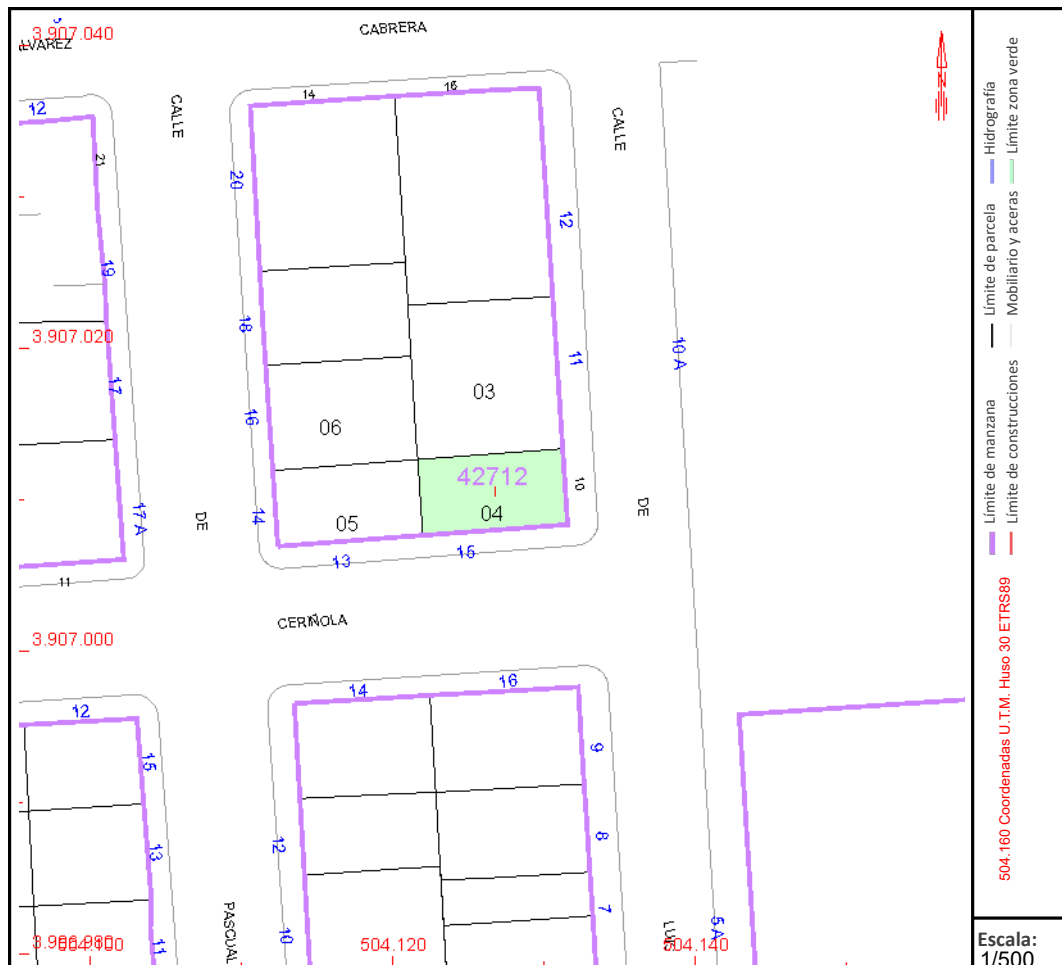 3.907.040
CABRERA
CALLE
CALLE
12
14
16
21
20
12
19
18
3.907.020
10 A
11
17
03
16
06
42712
10
17 A
14
05
04
DE
DE
13
15
11
CERIÑOLA
3.907.000
14
16
12
9
15
8
12
13
7
PASCUAL
10
11
5 A
504.120
504.140
Límite de manzana
Límite de parcela
Hidrografía
Límite de construcciones
Mobiliario y aceras
Límite zona verde
504.160 Coordenadas U.T.M. Huso 30 ETRS89
Escala:
1/500